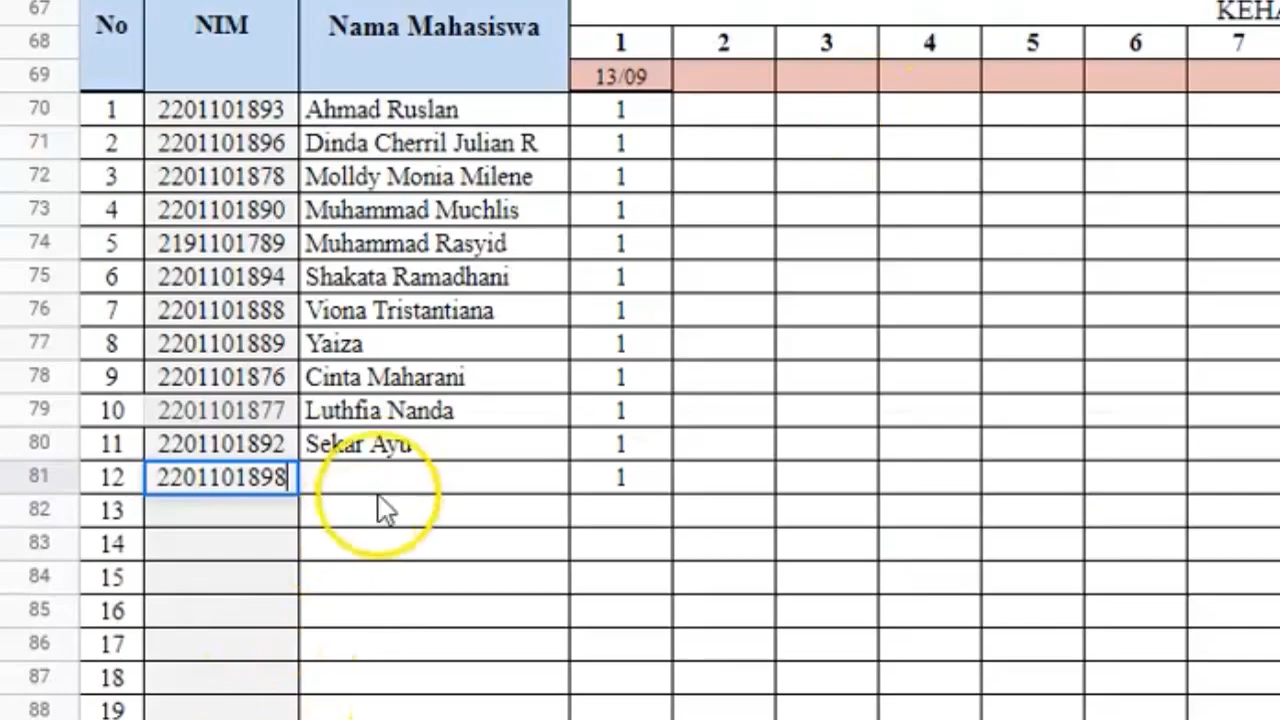 67 KEHA
No NIM Nama Mahasiswa
68 1 2 3 4 5 6 7
69 13/09
70 1 2201101893 Ahmad Ruslan 1
71 2 2201101896 Dinda Cherril Julian R 1
72 3 2201101878 Molldy Monia Milene 1
73 4 2201101890 Muhammad Muchlis 1
74 5 2191101789 Muhammad Rasyid 1
75 6 2201101894 Shakata Ramadhani 1
76 7 2201101888 Viona Tristantiana 1
77 8 2201101889 Yaiza 1
78 9 2201101876 Cinta Maharani 1
79 10 2201101877 Luthfia Nanda 1
80 11 2201101892 Sekar Ayu 1
81 12 2201101898 1
82 13
83 14
84 15
85 16
86 17
87 18
88 19